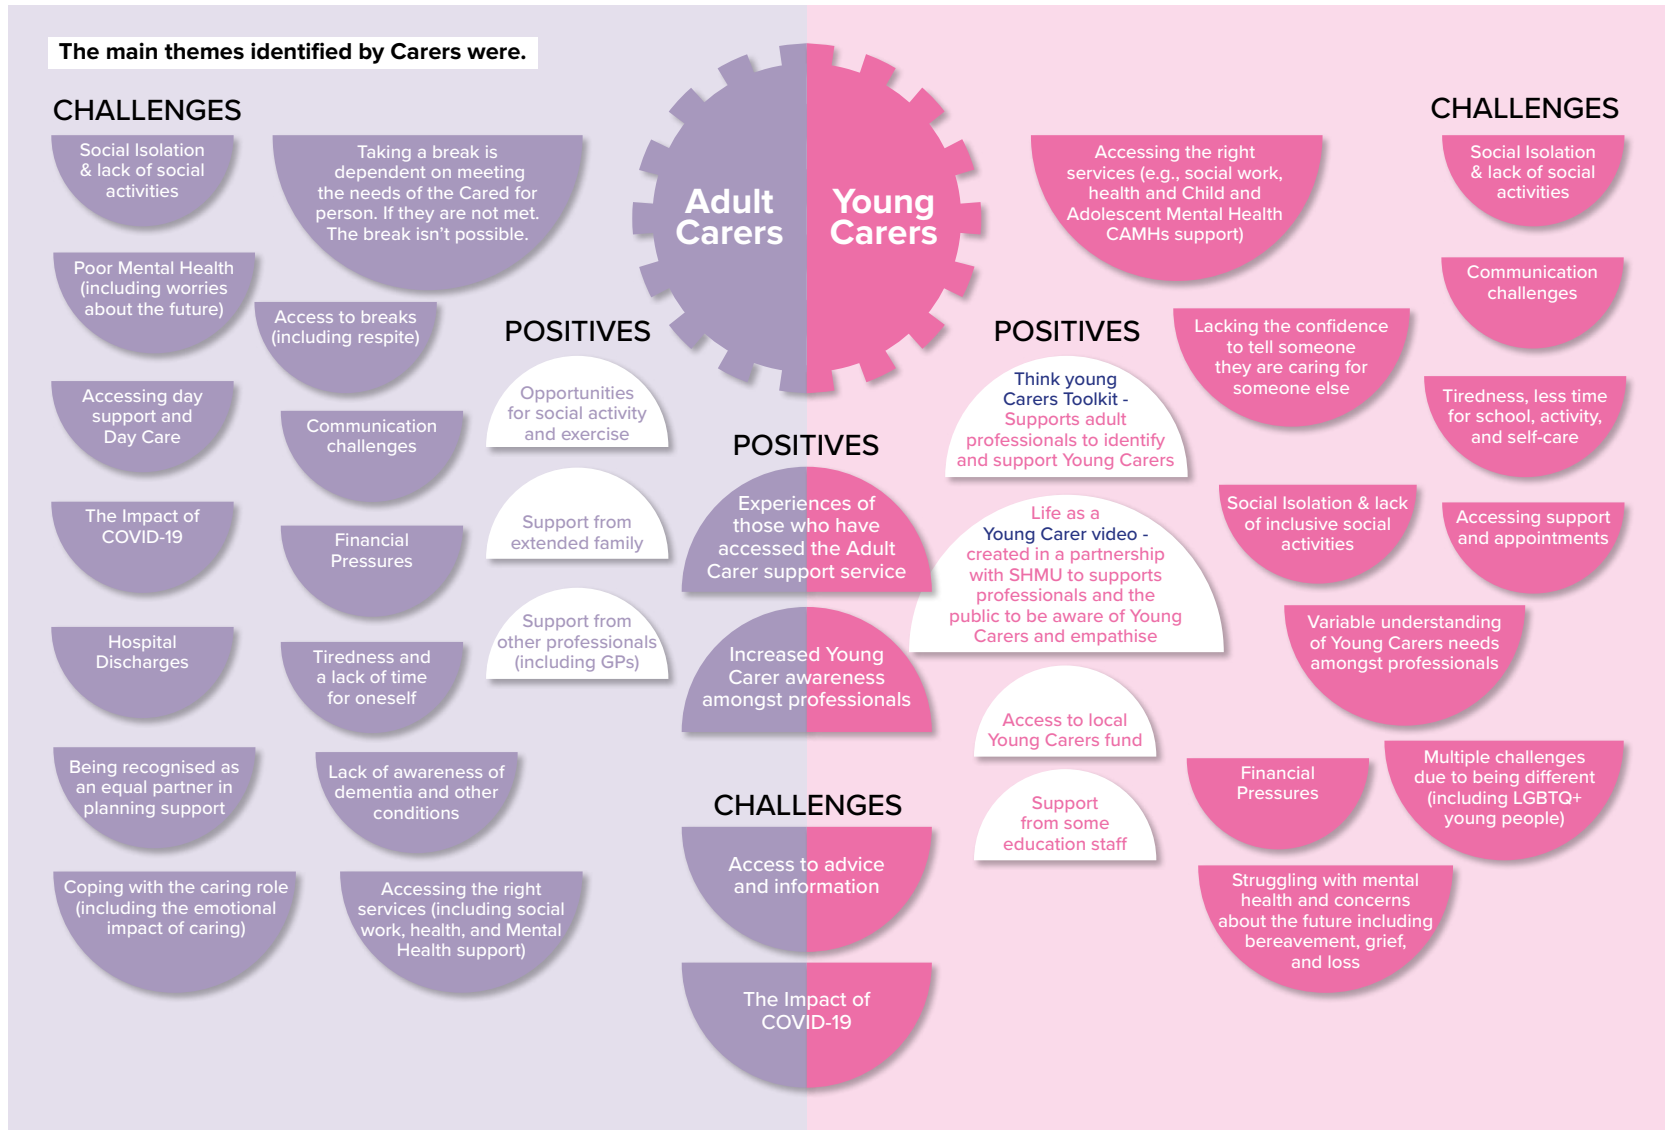 The main themes identified by Carers were.
Adult
Carers
Young
Carers
CHALLENGES
Social Isolation
& lack of social
activities
Taking a break is
dependent on meeting
the needs of the Cared for
person. If they are not met.
The break isn't possible.
Poor Mental Health
(including worries
about the future)
Access to breaks
(including respite)
Accessing day
support and
Day Care
Communication
challenges
The Impact of
COVID-19
Financial
Pressures
Hospital
Discharges
Tiredness and
a lack of time
for oneself
Being recognised as
an equal partner in
planning support
Lack of awareness of
dementia and other
conditions
Coping with the caring role
(including the emotional
impact of caring)
Accessing the right
services (including social
work, health, and Mental
Health support)
POSITIVES
Opportunities
for social activity
and exercise
Support from
extended family
Support from
other professionals
(including GPs)
POSITIVES
Experiences of
those who have
accessed the Adult
Carer support service
Increased Young
Carer awareness
amongst professionals
CHALLENGES
Access to advice
and information
The Impact of
COVID-19
POSITIVES
Think young
Carers Toolkit -
Supports adult
professionals to identify
and support Young Carers
Life as a
Young Carer video -
created in a partnership
with SHMU to supports
professionals and the
public to be aware of Young
Carers and empathise
Access to local
Young Carers fund
Support
from some
education staff
CHALLENGES
Accessing the right
services (e.g., social work,
health and Child and
Adolescent Mental Health
CAMHs support)
Social Isolation
& lack of social
activities
Communication
challenges
Lacking the confidence
to tell someone
they are caring for
someone else
Tiredness, less time
for school, activity,
and self-care
Social Isolation & lack
of inclusive social
activities
Accessing support
and appointments
Variable understanding
of Young Carers needs
amongst professionals
Financial
Pressures
Multiple challenges
due to being different
(including LGBTQ+
young people)
Struggling with mental
health and concerns
about the future including
bereavement, grief,
and loss